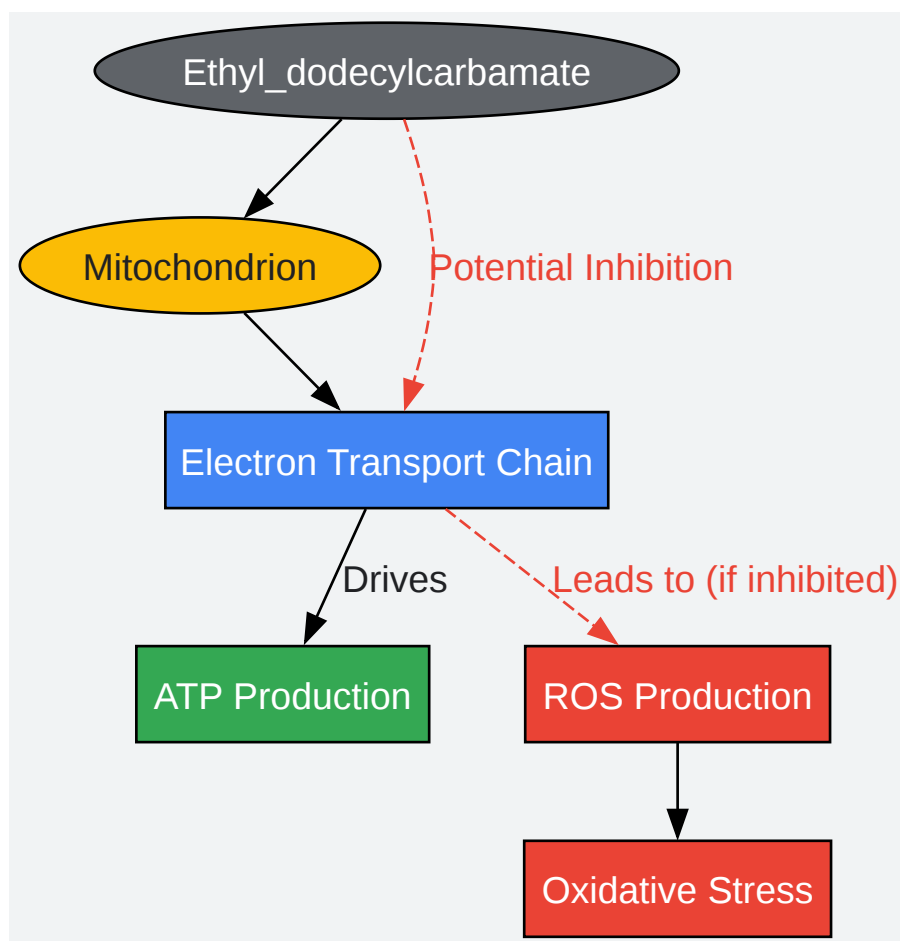 Ethyl_dodecylcarbamate
Mitochondrion
Potential Inhibition
Electron Transport Chain
Drives
Leads to (if inhibited)
ATP Production
ROS Production
Oxidative Stress